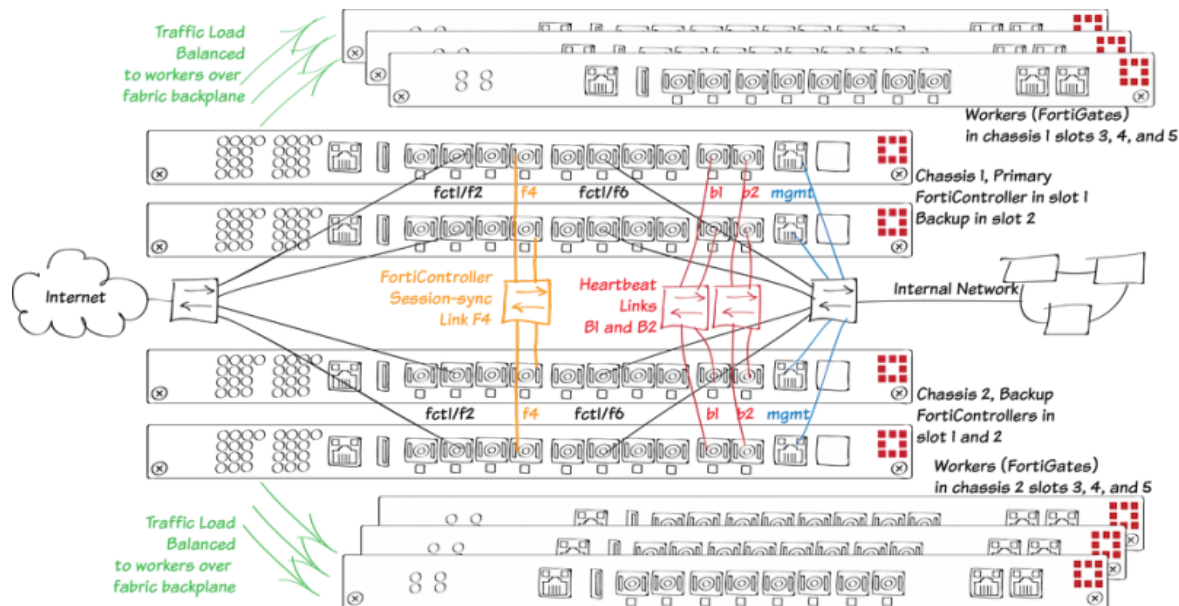 Traffic Load
Balanced
to workers over
fabric backplane
Workers (FortiGates)
in chassis 1 slots 3, 4, and 5
fctl/f2
f4
fctl/f6
b1
b2
mgmt
Chassis 1, Primary
FortiController in slot 1
Backup in slot 2
Internet
FortiController
Session-sync
Link F4
Heartbeat
Links
B1 and B2
Internal Network
fctl/f2
f4
fctl/f6
b1
b2
mgmt
Chassis 2, Backup
FortiControllers in
slot 1 and 2
Workers (FortiGates)
in chassis 2 slots 3, 4, and 5
Traffic Load
Balanced
to workers over
fabric backplane